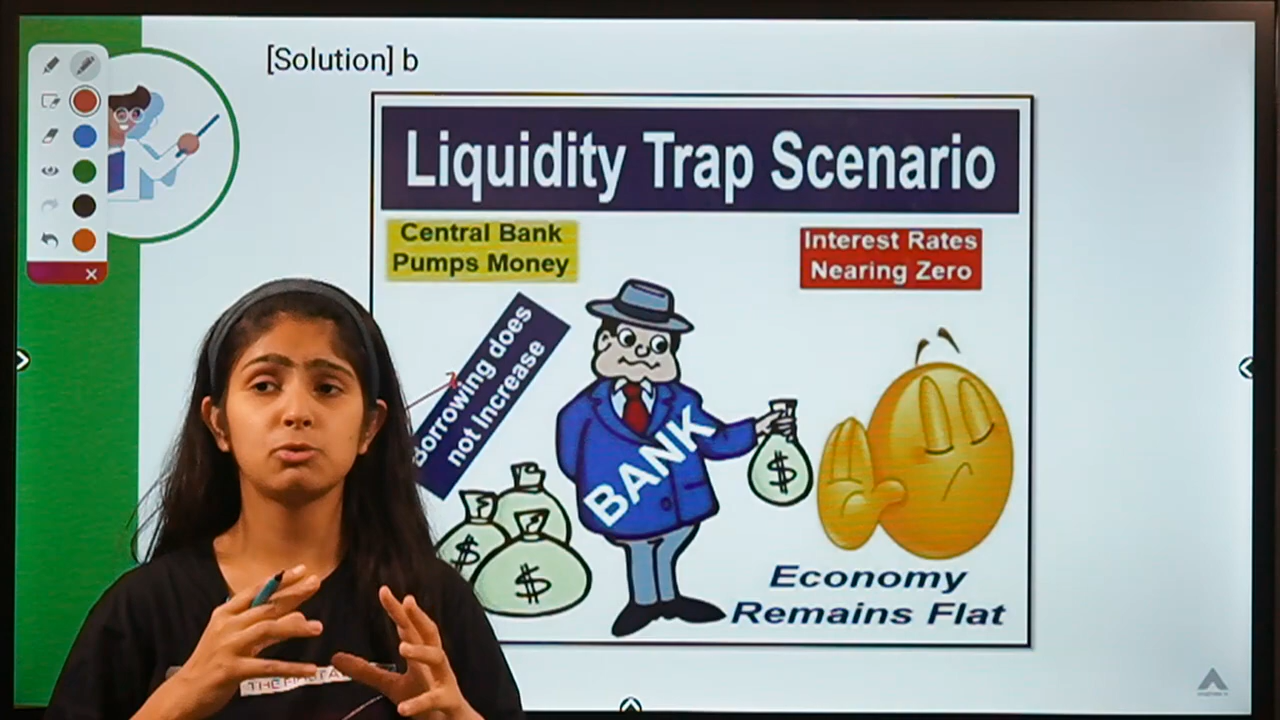 [Solution] b
Liquidity Trap Scenario
Central Bank
Pumps Money
Interest Rates
Nearing Zero
Borrowing does
not Increase
BANK
$
$
$
Economy
Remains Flat